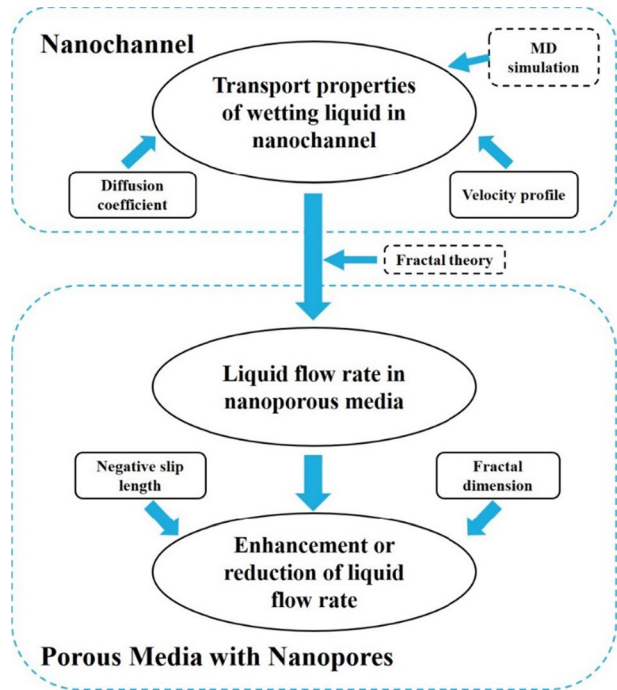 Nanochannel
MD
simulation
Transport properties
of wetting liquid in
nanochannel
Diffusion
coefficient
Velocity profile
Fractal theory
Liquid flow rate in
nanoporous media
Negative slip
length
Fractal
dimension
Enhancement or
reduction of liquid
flow rate
Porous Media with Nanopores